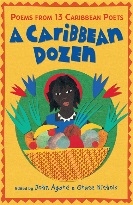 POEMS FROM 13 CARIBBEAN POETS
A CARIBBEAN
DOZEN
Edited by John Agard & Grace Nichols